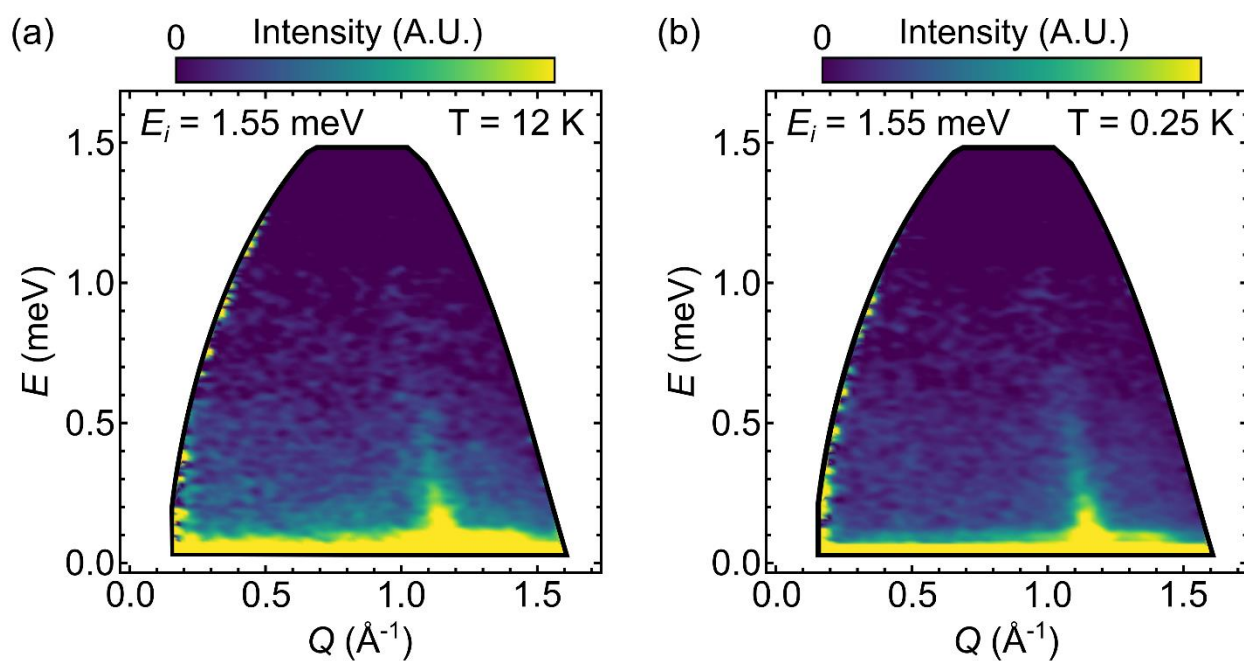 (a) 0 Intensity (A.U.)
E_i = 1.55 meV T = 12 K
1.5
1.0
0.5
0.0
E (meV)
0.0 0.5 1.0 1.5
Q (Å⁻¹)
(b) 0 Intensity (A.U.)
E_i = 1.55 meV T = 0.25 K
1.5
1.0
0.5
0.0
E (meV)
0.0 0.5 1.0 1.5
Q (Å⁻¹)